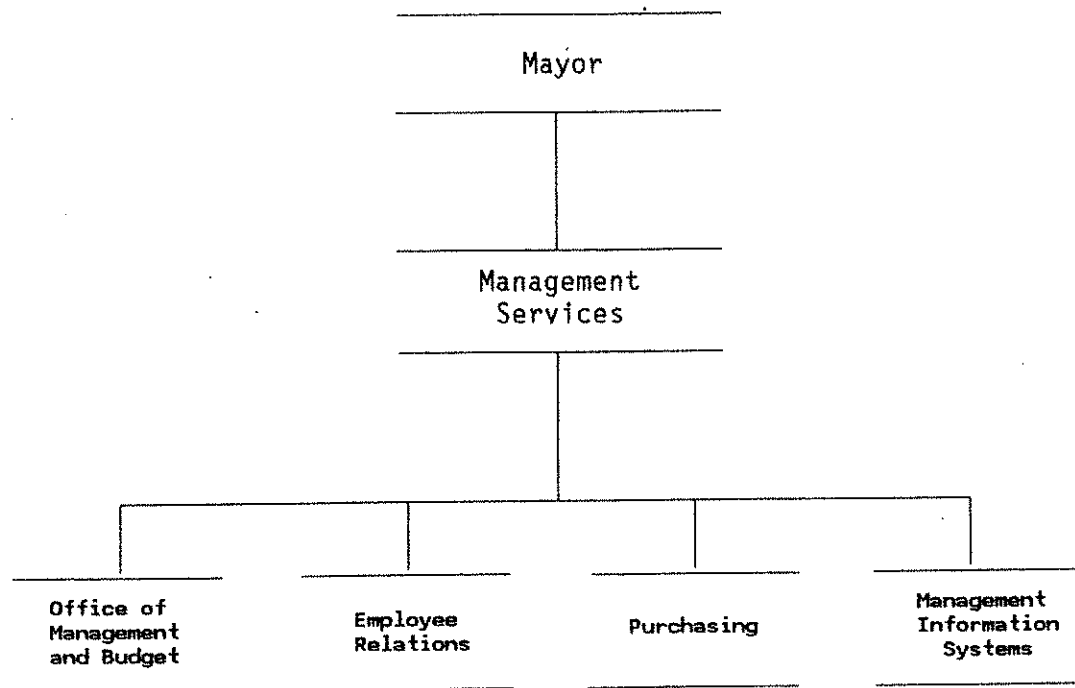 Mayor
Management
Services
Office of
Management
and Budget
Employee
Relations
Purchasing
Management
Information
Systems